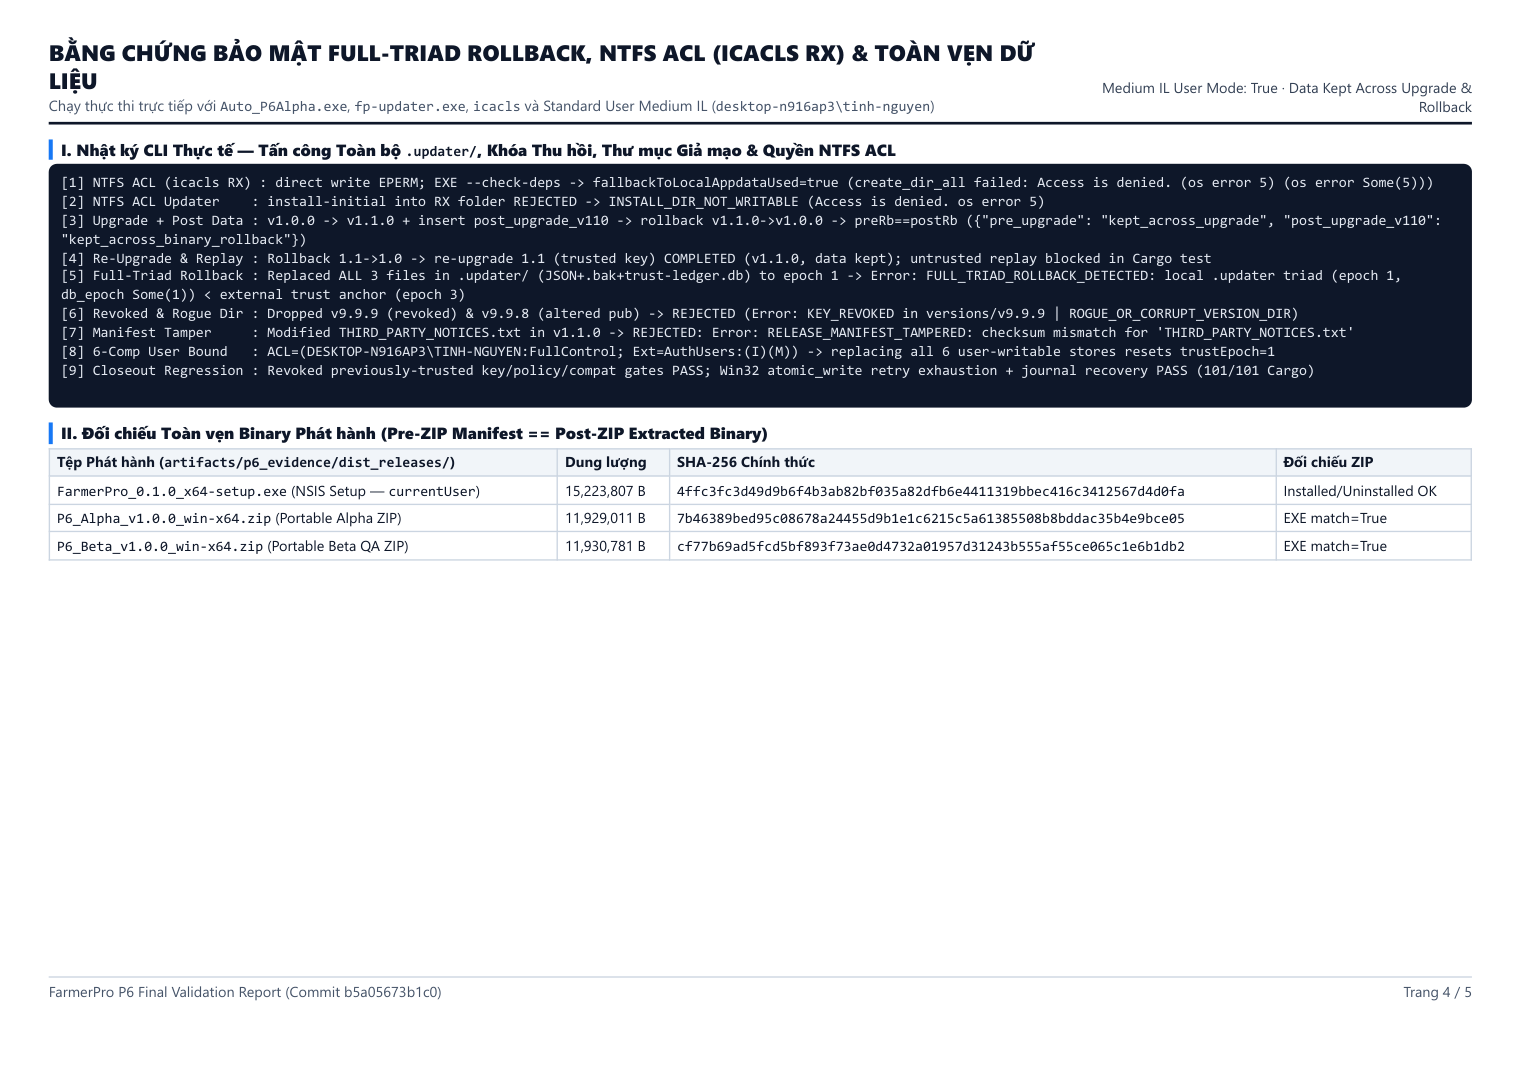 BẰNG CHỨNG BẢO MẬT FULL-TRIAD ROLLBACK, NTFS ACL (ICACLS RX) & TOÀN VẸN DỮ
LIỆU
Chạy thực thi trực tiếp với Auto_P6Alpha.exe, fp-updater.exe, icacls và Standard User Medium IL (desktop-n916ap3\tinh-nguyen)
Medium IL User Mode: True · Data Kept Across Upgrade &
Rollback
I. Nhật ký CLI Thực tế — Tấn công Toàn bộ .updater/, Khóa Thu hồi, Thư mục Giả mạo & Quyền NTFS ACL
[1] NTFS ACL (icacls RX) : direct write EPERM; EXE --check-deps -> fallbackToLocalAppdataUsed=true (create_dir_all failed: Access is denied. (os error 5) (os error Some(5)))
[2] NTFS ACL Updater    : install-initial into RX folder REJECTED -> INSTALL_DIR_NOT_WRITABLE (Access is denied. os error 5)
[3] Upgrade + Post Data : v1.0.0 -> v1.1.0 + insert post_upgrade_v110 -> rollback v1.1.0->v1.0.0 -> preRb==postRb ({"pre_upgrade": "kept_across_upgrade", "post_upgrade_v110":
"kept_across_binary_rollback"})
[4] Re-Upgrade & Replay : Rollback 1.1->1.0 -> re-upgrade 1.1 (trusted key) COMPLETED (v1.1.0, data kept); untrusted replay blocked in Cargo test
[5] Full-Triad Rollback : Replaced ALL 3 files in .updater/ (JSON+.bak+trust-ledger.db) to epoch 1 -> Error: FULL_TRIAD_ROLLBACK_DETECTED: local .updater triad (epoch 1,
db_epoch Some(1)) < external trust anchor (epoch 3)
[6] Revoked & Rogue Dir : Dropped v9.9.9 (revoked) & v9.9.8 (altered pub) -> REJECTED (Error: KEY_REVOKED in versions/v9.9.9 | ROGUE_OR_CORRUPT_VERSION_DIR)
[7] Manifest Tamper     : Modified THIRD_PARTY_NOTICES.txt in v1.1.0 -> REJECTED: Error: RELEASE_MANIFEST_TAMPERED: checksum mismatch for 'THIRD_PARTY_NOTICES.txt'
[8] 6-Comp User Bound   : ACL=(DESKTOP-N916AP3\TINH-NGUYEN:FullControl; Ext=AuthUsers:(I)(M)) -> replacing all 6 user-writable stores resets trustEpoch=1
[9] Closeout Regression : Revoked previously-trusted key/policy/compat gates PASS; Win32 atomic_write retry exhaustion + journal recovery PASS (101/101 Cargo)
II. Đối chiếu Toàn vẹn Binary Phát hành (Pre-ZIP Manifest == Post-ZIP Extracted Binary)
Tệp Phát hành (artifacts/p6_evidence/dist_releases/) Dung lượng SHA-256 Chính thức Đối chiếu ZIP
FarmerPro_0.1.0_x64-setup.exe (NSIS Setup — currentUser) 15,223,807 B 4ffc3fc3d49d9b6f4b3ab82bf035a82dfb6e4411319bbec416c3412567d4d0fa Installed/Uninstalled OK
P6_Alpha_v1.0.0_win-x64.zip (Portable Alpha ZIP) 11,929,011 B 7b46389bed95c08678a24455d9b1e1c6215c5a61385508b8bddac35b4e9bce05 EXE match=True
P6_Beta_v1.0.0_win-x64.zip (Portable Beta QA ZIP) 11,930,781 B cf77b69ad5fcd5bf893f73ae0d4732a01957d31243b555af55ce065c1e6b1db2 EXE match=True
FarmerPro P6 Final Validation Report (Commit b5a05673b1c0)
Trang 4 / 5